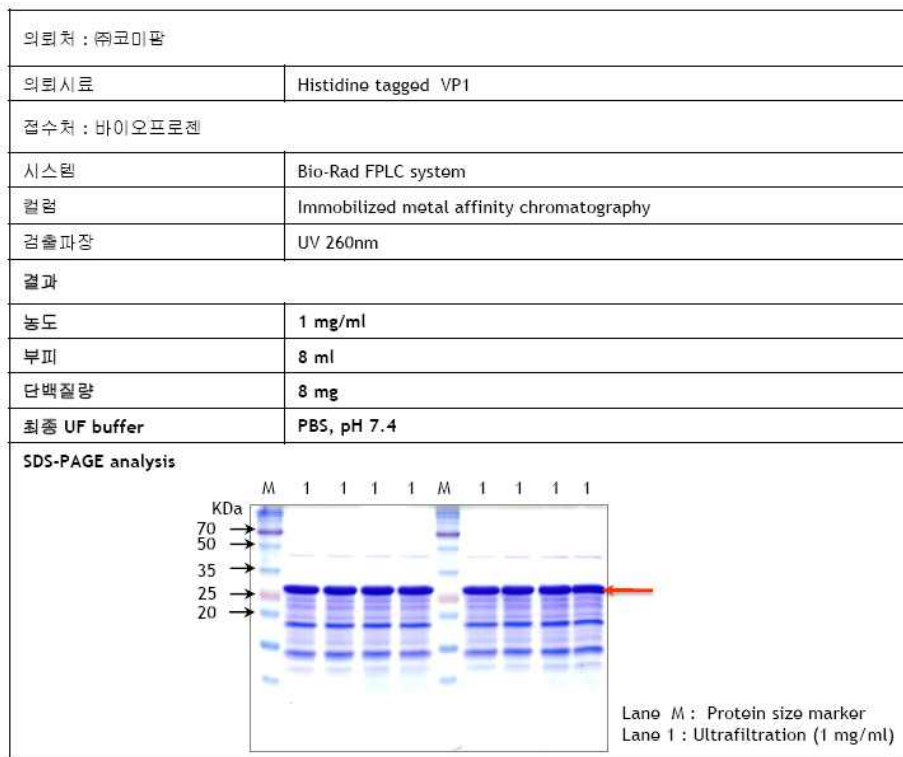 의뢰처 : ㈜코미팜
의뢰시료 Histidine tagged VP1
접수처 : 바이오프로젠
시스템 Bio-Rad FPLC system
컬럼 Immobilized metal affinity chromatography
검출파장 UV 260nm
결과
농도 1 mg/ml
부피 8 ml
단백질량 8 mg
최종 UF buffer PBS, pH 7.4
SDS-PAGE analysis
M 1 1 1 1 M 1 1 1 1
KDa
70
50
35
25
20
Lane M : Protein size marker
Lane 1 : Ultrafiltration (1 mg/ml)